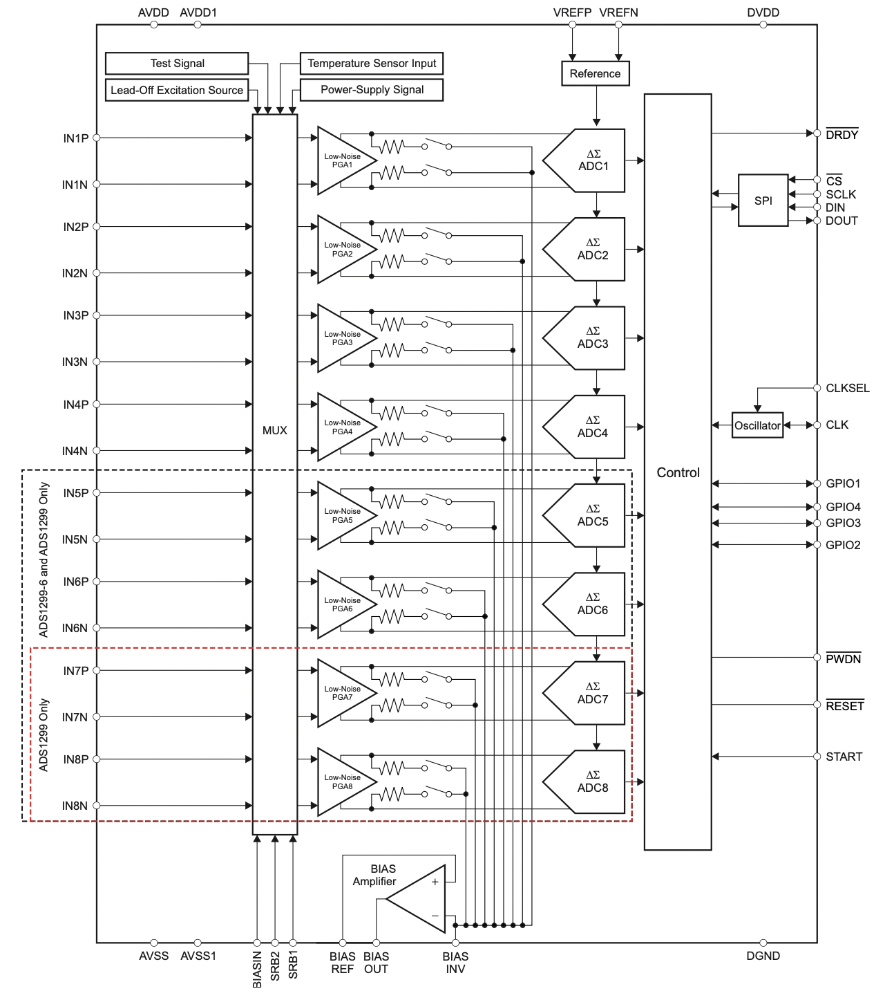 AVDD AVDD1 VREFP VREFN DVDD
Test Signal
Temperature Sensor Input
Reference
Lead-Off Excitation Source
Power-Supply Signal
IN1P
DRDY
Low-Noise
PGA1
ΔΣ
ADC1
IN1N
CS
SCLK
SPI
DIN
DOUT
IN2P
Low-Noise
PGA2
ΔΣ
ADC2
IN2N
IN3P
Low-Noise
PGA3
ΔΣ
ADC3
IN3N
CLKSEL
IN4P
Low-Noise
PGA4
ΔΣ
ADC4
Oscillator
CLK
MUX
IN4N
Control
GPIO1
GPIO4
GPIO3
GPIO2
ADS1299-6 and ADS1299 Only
IN5P
Low-Noise
PGA5
ΔΣ
ADC5
IN5N
IN6P
Low-Noise
PGA6
ΔΣ
ADC6
IN6N
PWDN
ADS1299 Only
IN7P
Low-Noise
PGA7
ΔΣ
ADC7
RESET
IN7N
START
IN8P
Low-Noise
PGA8
ΔΣ
ADC8
IN8N
BIAS
Amplifier
+
−
AVSS AVSS1
BIASIN
SRB2
SRB1
BIAS
REF
BIAS
OUT
BIAS
INV
DGND